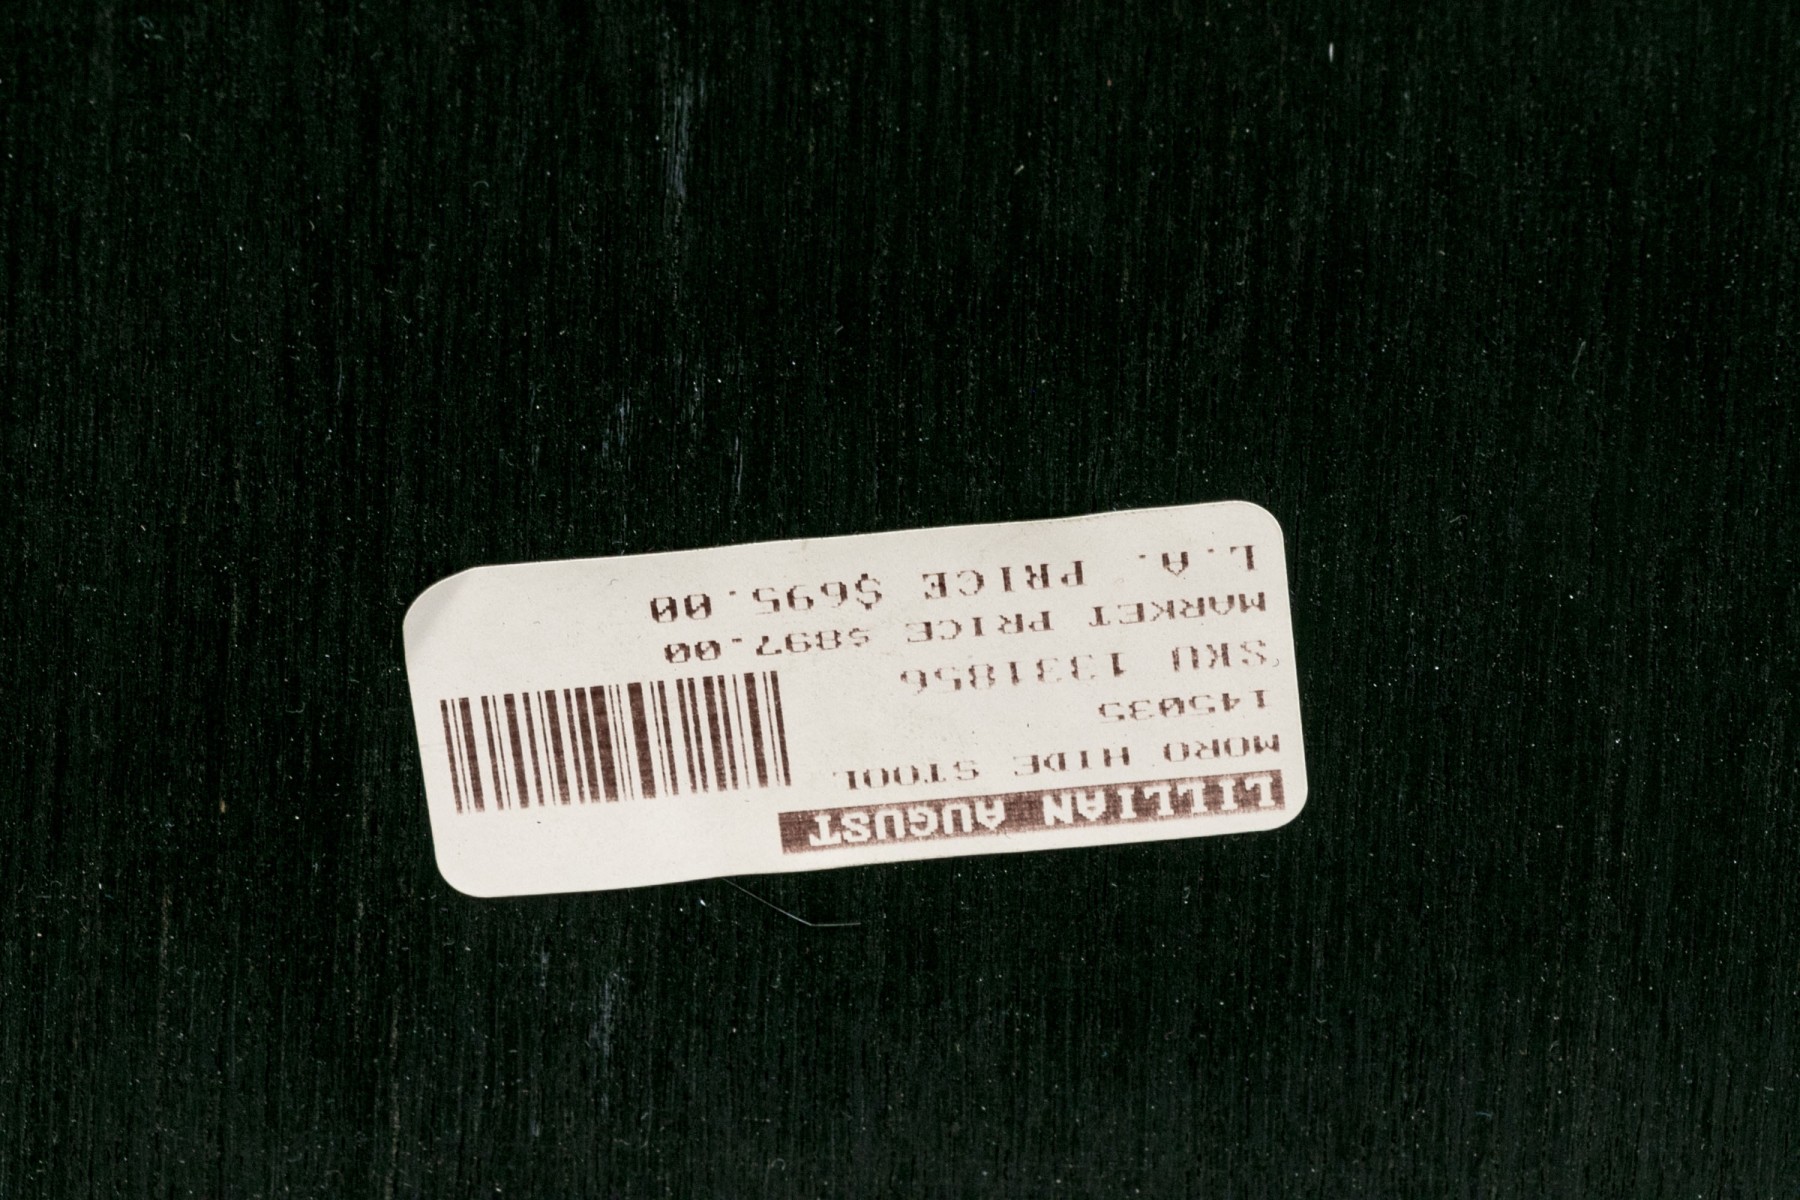 LILLIAN AUGUST
MORO HIDE STOOL
145035
SKU 1331856
MARKET PRICE $897.00
L.A. PRICE $695.00